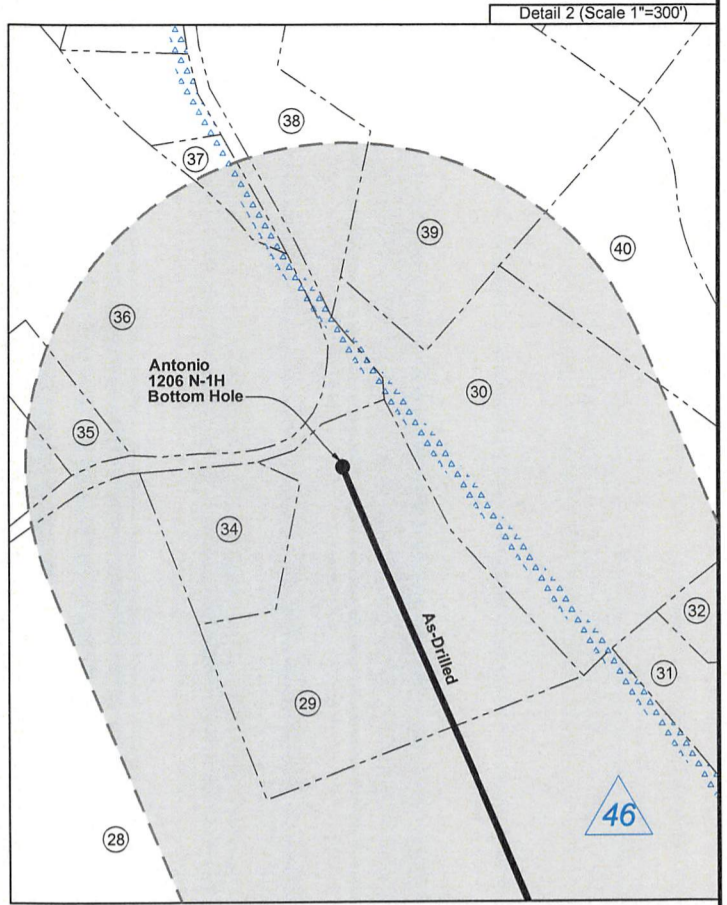 Detail 2 (Scale 1"=300')
38
37
39
40
36
Antonio
1206 N-1H
Bottom Hole
30
35
34
As-Drilled
32
31
29
46
28